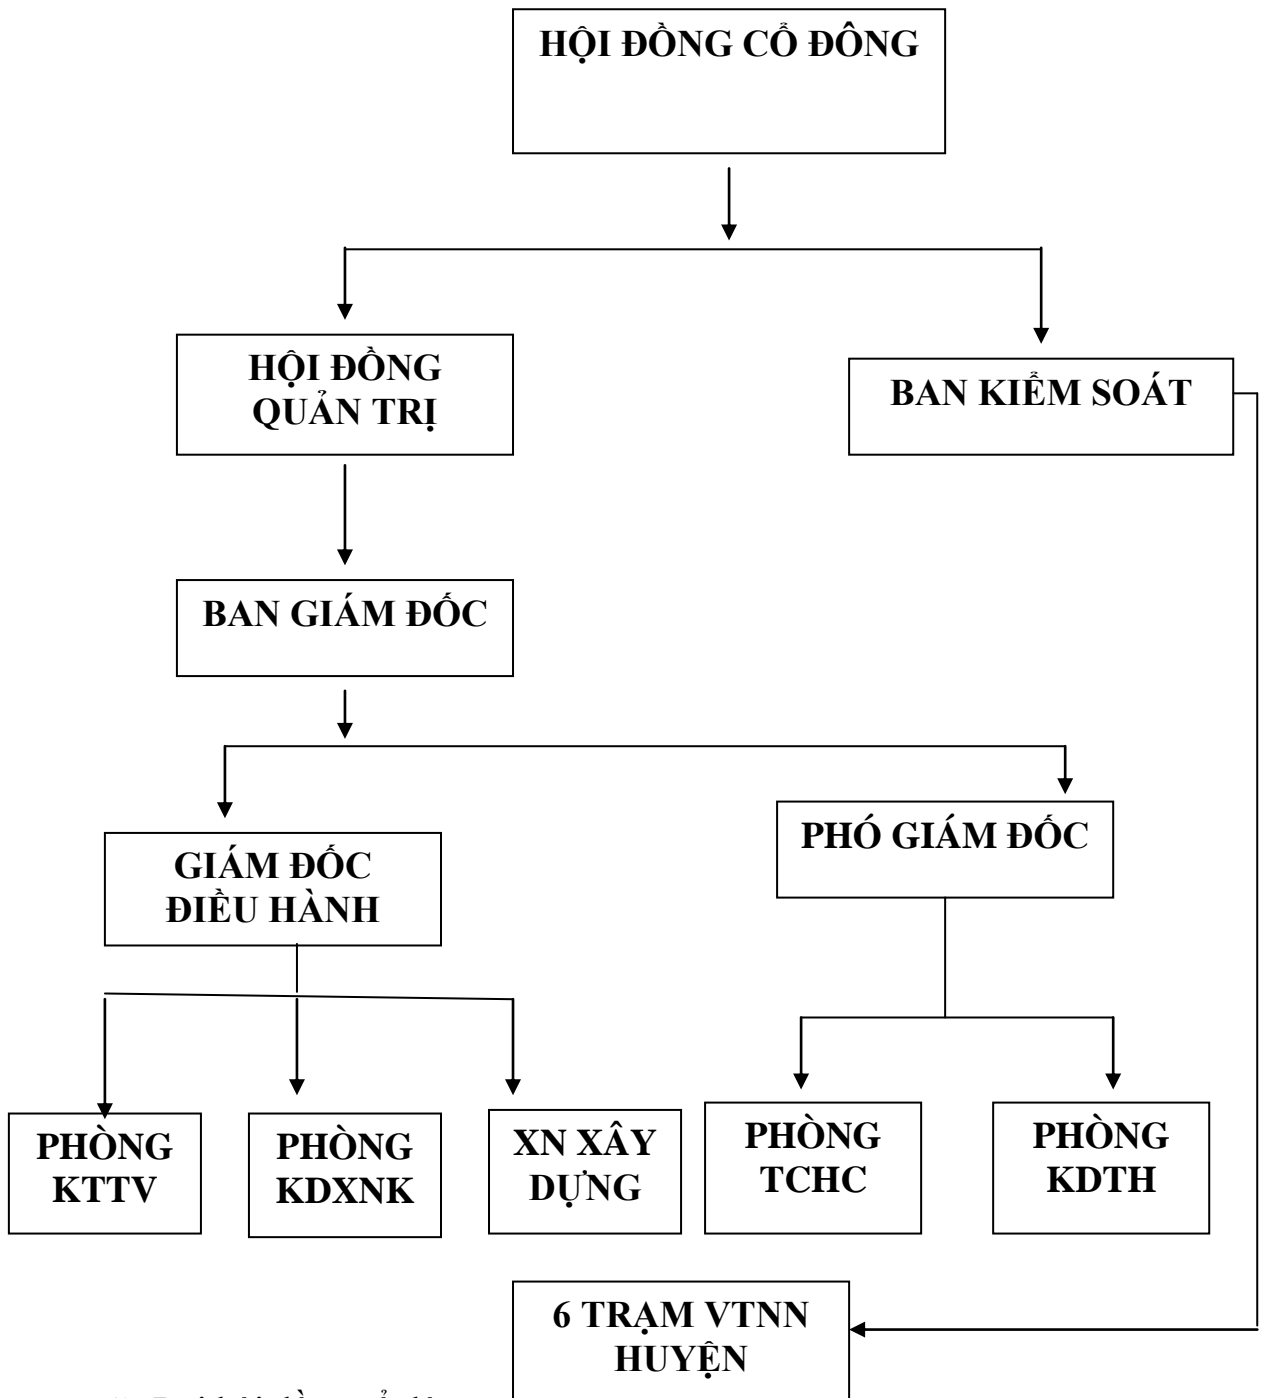 HỘI ĐỒNG CỔ ĐÔNG
HỘI ĐỒNG
QUẢN TRỊ
BAN KIỂM SOÁT
BAN GIÁM ĐỐC
GIÁM ĐỐC
ĐIỀU HÀNH
PHÓ GIÁM ĐỐC
PHÒNG
KTTV
PHÒNG
KDXNK
XN XÂY
DỰNG
PHÒNG
TCHC
PHÒNG
KDTH
6 TRẠM VTNN
HUYỆN